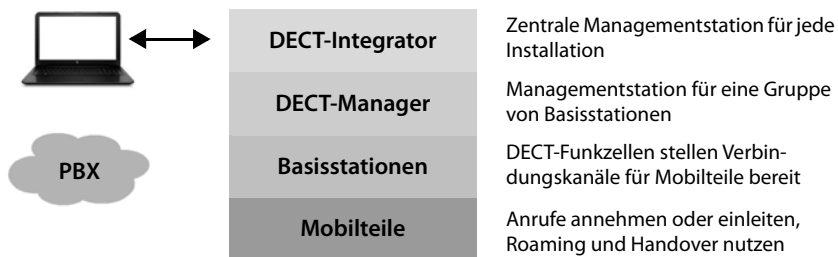 DECT-Integrator
Zentrale Managementstation für jede
Installation
DECT-Manager
Managementstation für eine Gruppe
von Basisstationen
PBX
Basisstationen
DECT-Funkzellen stellen Verbin-
dungskanäle für Mobilteile bereit
Mobilteile
Anrufe annehmen oder einleiten,
Roaming und Handover nutzen